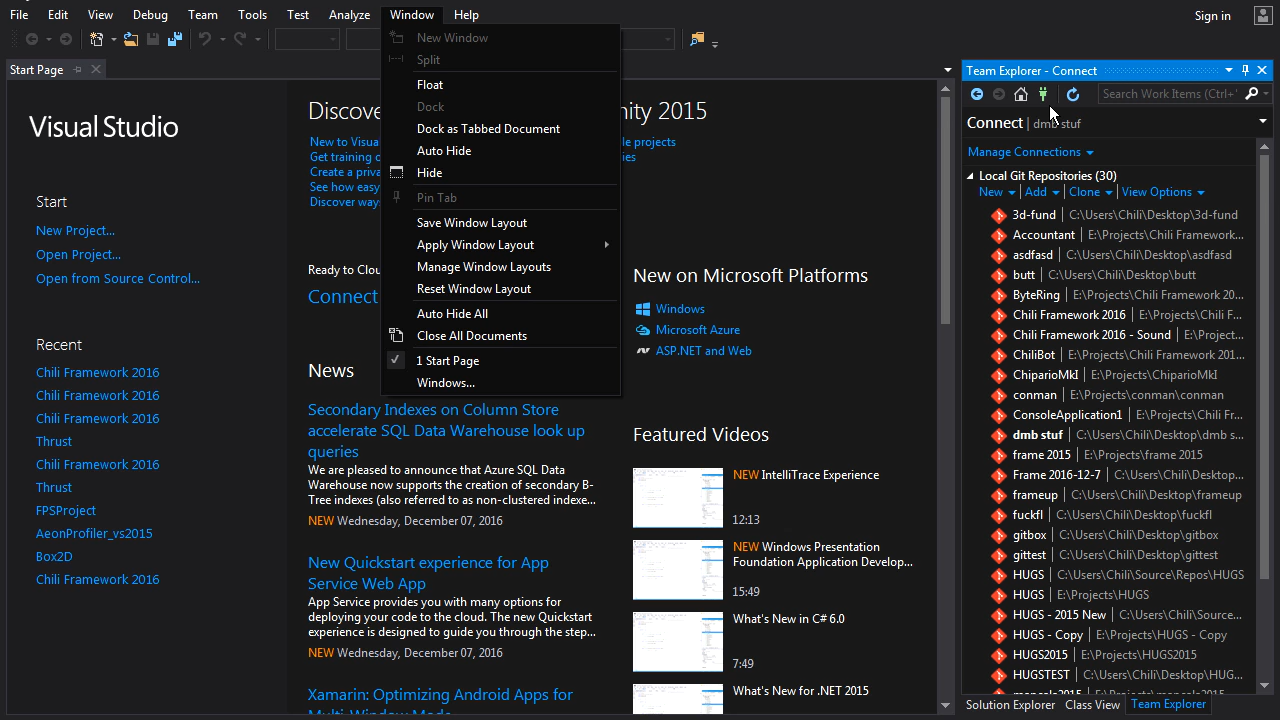 File Edit View Debug Team Tools Test Analyze Window Help Sign in
Start Page
Visual Studio
Start
New Project...
Open Project...
Open from Source Control...
Recent
Chili Framework 2016
Chili Framework 2016
Chili Framework 2016
Thrust
Chili Framework 2016
Thrust
FPSProject
AeonProfiler_vs2015
Box2D
Chili Framework 2016
Discove
nity 2015
New to Visua
Get training o
Create a priva
See how easy
Discover way
le projects
ies
Ready to Clou
Connect
News
Secondary Indexes on Column Store
accelerate SQL Data Warehouse look up
queries
We are pleased to announce that Azure SQL Data
Warehouse now supports the creation of secondary B-
Tree indexes (also referred to as non-clustered indexe...
NEW Wednesday, December 07, 2016
New Quickstart experience for App
Service Web App
App Service provides you with many options for
deploying your code to the cloud. The new Quickstart
experience is designed to guide you through the step...
NEW Wednesday, December 07, 2016
Xamarin: Optimizing Android Apps for
Multi-Window Mode
New Window
Split
Float
Dock
Dock as Tabbed Document
Auto Hide
Hide
Pin Tab
Save Window Layout
Apply Window Layout
Manage Window Layouts
Reset Window Layout
Auto Hide All
Close All Documents
1 Start Page
Windows...
New on Microsoft Platforms
Windows
Microsoft Azure
ASP.NET and Web
Featured Videos
NEW IntelliTrace Experience
12:13
NEW Windows Presentation
Foundation Application Develop...
15:49
What's New in C# 6.0
7:49
What's New for .NET 2015
Team Explorer - Connect
Search Work Items (Ctrl+'
Connect | dmb stuf
Manage Connections
Local Git Repositories (30)
New | Add | Clone | View Options
3d-fund | C:\Users\Chili\Desktop\3d-fund
Accountant | E:\Projects\Chili Framework...
asdfasd | C:\Users\Chili\Desktop\asdfasd
butt | C:\Users\Chili\Desktop\butt
ByteRing | E:\Projects\Chili Framework 20...
Chili Framework 2016 | E:\Projects\Chili F...
Chili Framework 2016 - Sound | E:\Project...
ChiliBot | E:\Projects\Chili Framework 201...
ChiparioMkI | E:\Projects\ChiparioMkI
conman | E:\Projects\conman\conman
ConsoleApplication1 | E:\Projects\Chili Fr...
dmb stuf | C:\Users\Chili\Desktop\dmb s...
frame 2015 | E:\Projects\frame 2015
Frame 2015-2-7 | C:\Users\Chili\Desktop...
frameup | C:\Users\Chili\Desktop\frameup
fuckfl | C:\Users\Chili\Desktop\fuckfl
gitbox | C:\Users\Chili\Desktop\gitbox
gittest | C:\Users\Chili\Desktop\gittest
HUGS | C:\Users\Chili\Source\Repos\HUGS
HUGS | E:\Projects\HUGS
HUGS - 2015 New | C:\Users\Chili\Source...
HUGS - Copy | E:\Projects\HUGS - Copy
HUGS2015 | E:\Projects\HUGS2015
HUGSTEST | C:\Users\Chili\Desktop\HUG...
Solution Explorer Class View Team Explorer